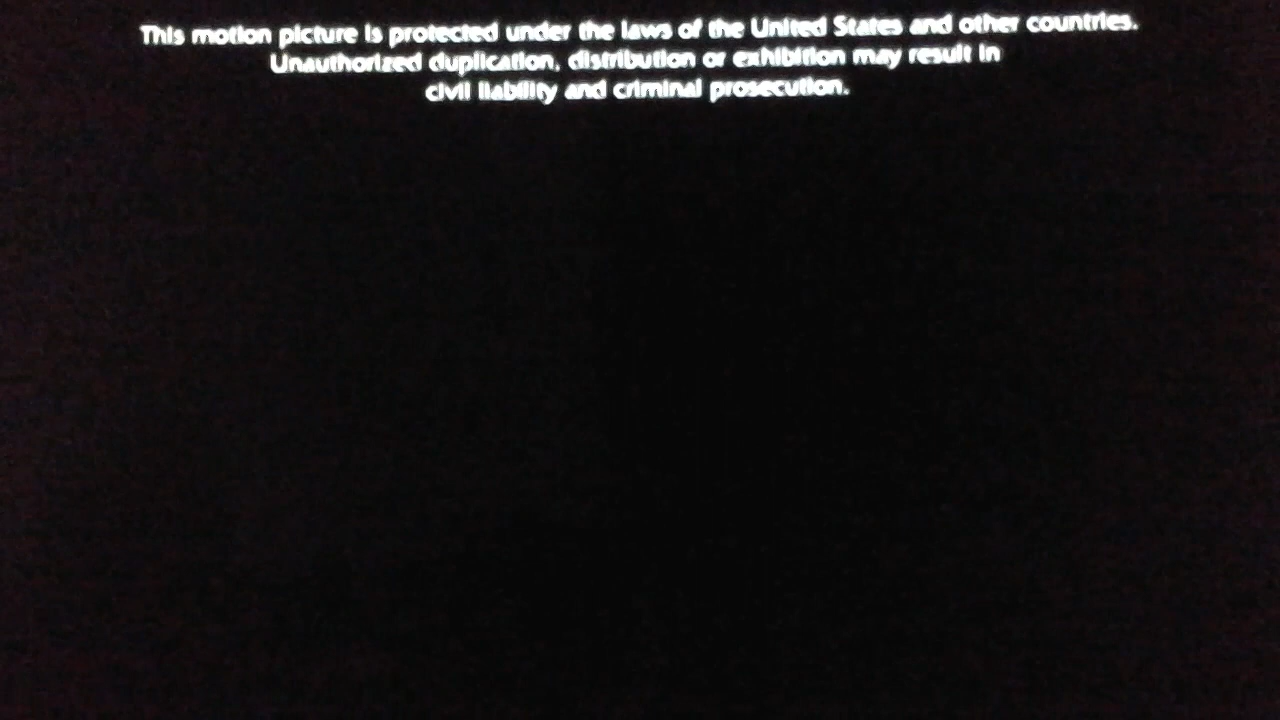 This motion picture is protected under the laws of the United States and other countries.
Unauthorized duplication, distribution or exhibition may result in
civil liability and criminal prosecution.